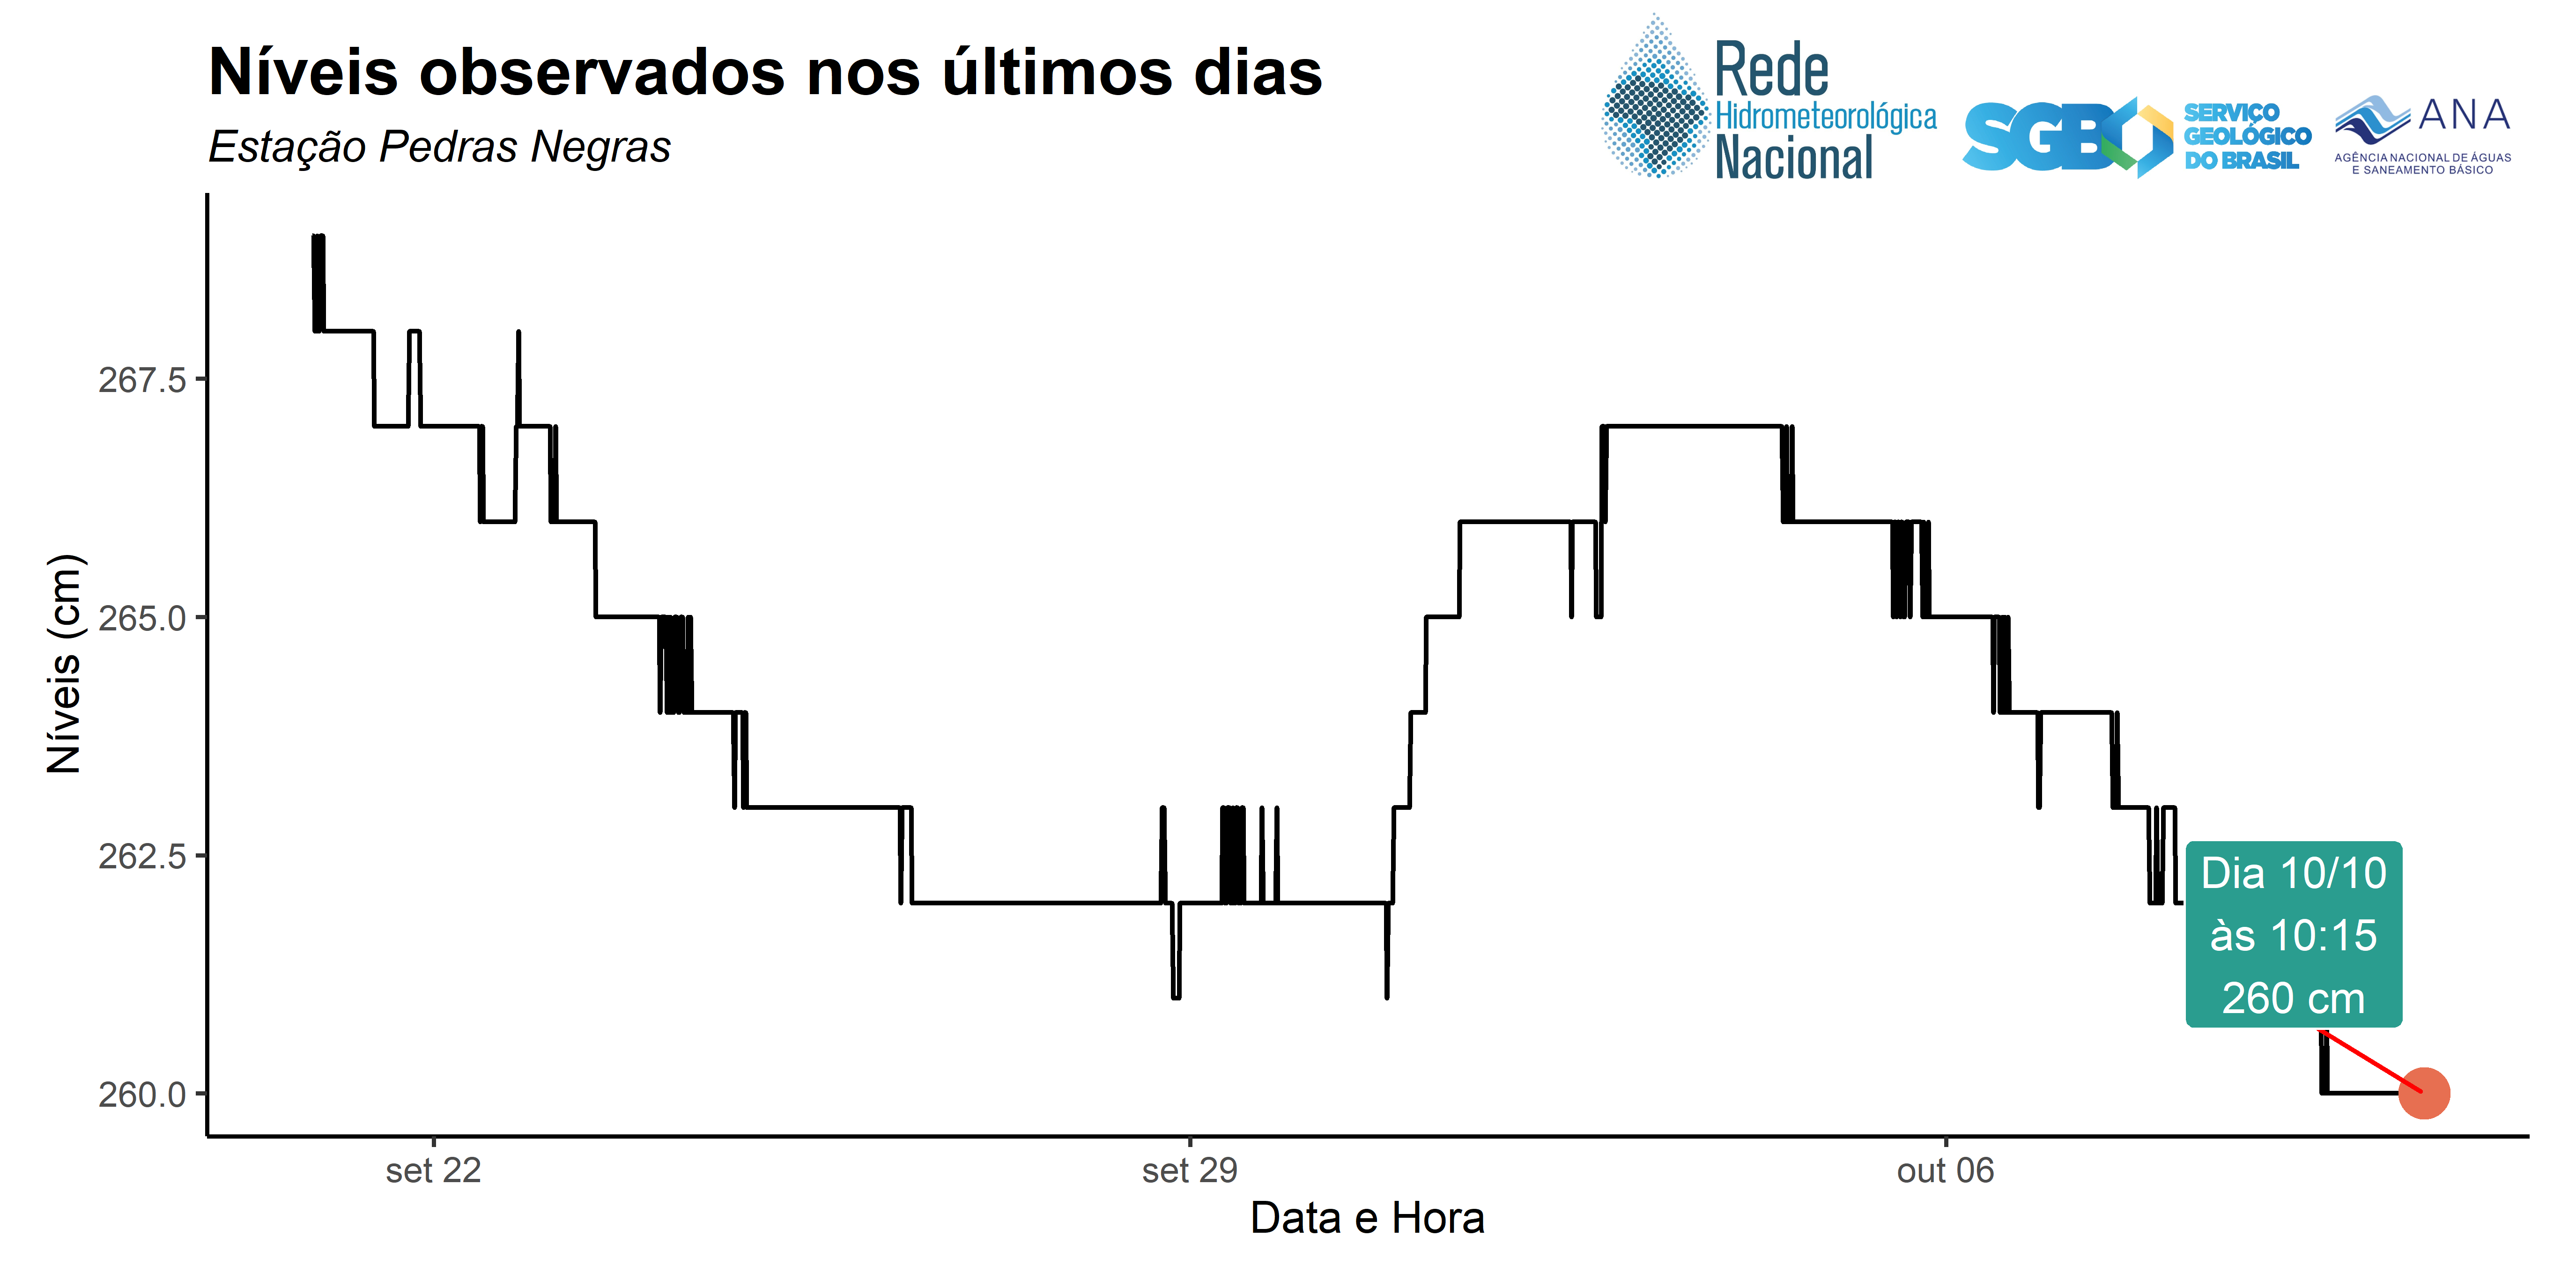 Níveis observados nos últimos dias
Estação Pedras Negras
Rede
Hidrometeorológica
Nacional
SGB
SERVIÇO
GEOLÓGICO
DO BRASIL
ANA
AGÊNCIA NACIONAL DE ÁGUAS
E SANEAMENTO BÁSICO
Níveis (cm)
267.5
265.0
262.5
260.0
Dia 10/10
às 10:15
260 cm
set 22
set 29
out 06
Data e Hora